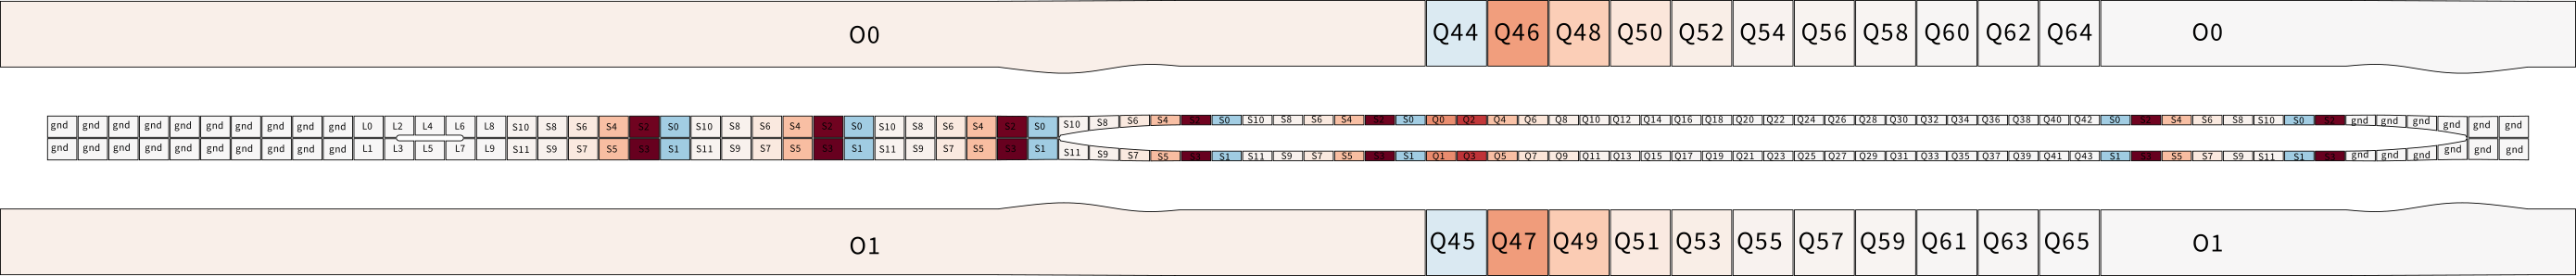 O0 Q44 Q46 Q48 Q50 Q52 Q54 Q56 Q58 Q60 Q62 Q64 O0
gnd gnd gnd gnd gnd gnd gnd gnd gnd gnd L0 L2 L4 L6 L8 S10 S8 S6 S4 S2 S0 S10 S8 S6 S4 S2 S0 S10 S8 S6 S4 S2 S0 S10 S8 S6 S4 S2 S0 S10 S8 S6 S4 S2 S0 Q0 Q2 Q4 Q6 Q8 Q10 Q12 Q14 Q16 Q18 Q20 Q22 Q24 Q26 Q28 Q30 Q32 Q34 Q36 Q38 Q40 Q42 S0 S2 S4 S6 S8 S10 S0 S2 gnd gnd gnd gnd gnd gnd
gnd gnd gnd gnd gnd gnd gnd gnd gnd gnd L1 L3 L5 L7 L9 S11 S9 S7 S5 S3 S1 S11 S9 S7 S5 S3 S1 S11 S9 S7 S5 S3 S1 S11 S9 S7 S5 S3 S1 S11 S9 S7 S5 S3 S1 Q1 Q3 Q5 Q7 Q9 Q11 Q13 Q15 Q17 Q19 Q21 Q23 Q25 Q27 Q29 Q31 Q33 Q35 Q37 Q39 Q41 Q43 S1 S3 S5 S7 S9 S11 S1 S3 gnd gnd gnd gnd gnd gnd
O1 Q45 Q47 Q49 Q51 Q53 Q55 Q57 Q59 Q61 Q63 Q65 O1